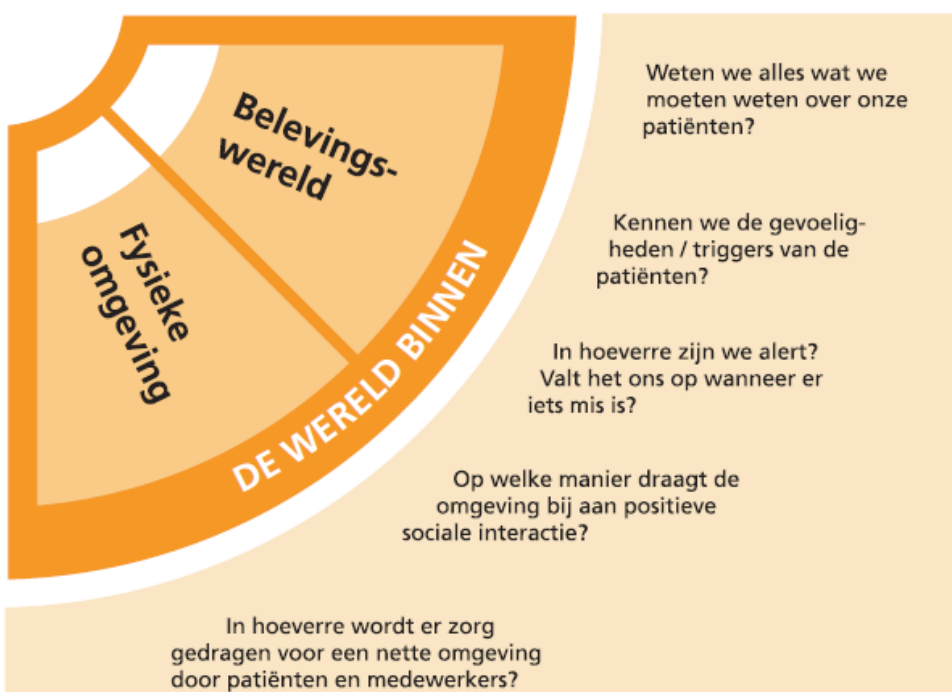 Belevings-
wereld
Fysieke
omgeving
DE WERELD BINNEN
Weten we alles wat we
moeten weten over onze
patiënten?
Kennen we de gevoelig-
heden / triggers van de
patiënten?
In hoeverre zijn we alert?
Valt het ons op wanneer er
iets mis is?
Op welke manier draagt de
omgeving bij aan positieve
sociale interactie?
In hoeverre wordt er zorg
gedragen voor een nette omgeving
door patiënten en medewerkers?